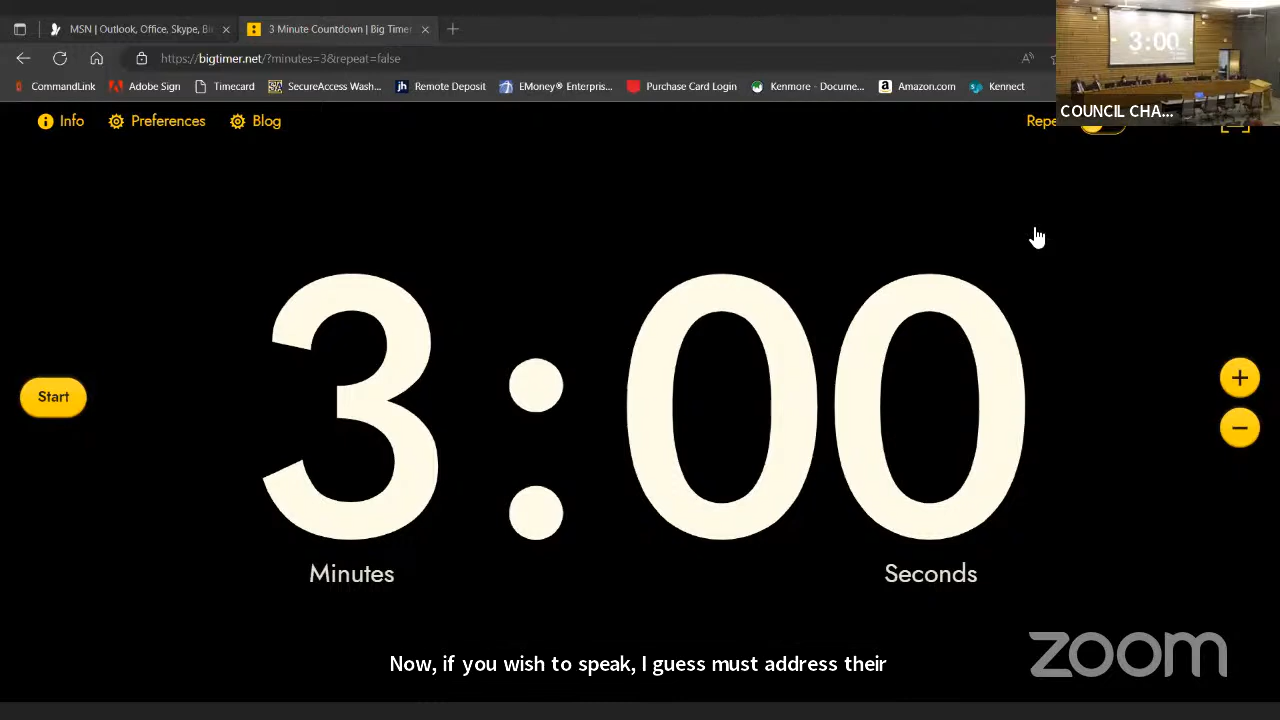 MSN | Outlook, Office, Skype, Bi
3 Minute Countdown | Big Timer
https://bigtimer.net/?minutes=3&repeat=false
CommandLink
Adobe Sign
Timecard
SecureAccess Wash...
Remote Deposit
EMoney® Enterpris...
Purchase Card Login
Kenmore - Docume...
Amazon.com
Kennect
3:00
COUNCIL CHA...
Info
Preferences
Blog
Repe
3:00
Start
+
−
Minutes
Seconds
Now, if you wish to speak, I guess must address their
zoom